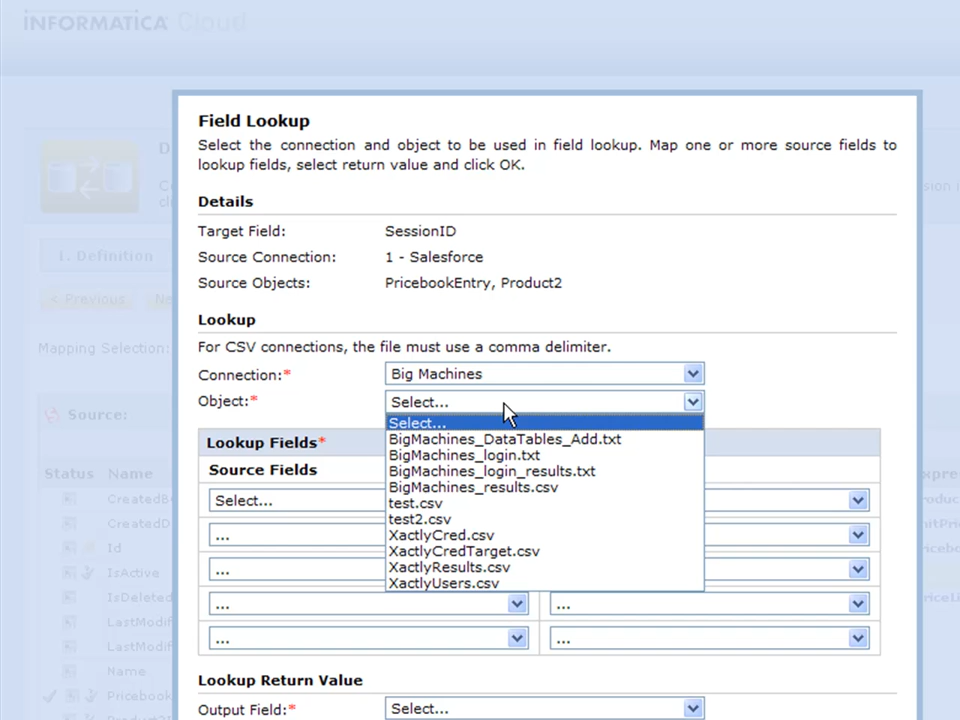 INFORMATICA Cloud
Field Lookup
Select the connection and object to be used in field lookup. Map one or more source fields to
lookup fields, select return value and click OK.
Details
Target Field: SessionID
Source Connection: 1 - Salesforce
Source Objects: PricebookEntry, Product2
Lookup
For CSV connections, the file must use a comma delimiter.
Connection:* Big Machines
Object:* Select...
Select...
BigMachines_DataTables_Add.txt
BigMachines_login.txt
BigMachines_login_results.txt
BigMachines_results.csv
test.csv
test2.csv
XactlyCred.csv
XactlyCredTarget.csv
XactlyResults.csv
XactlyUsers.csv
Lookup Fields*
Source Fields
Select...
...
...
... ...
... ...
Lookup Return Value
Output Field:* Select...
1. Definition
< Previous
Mapping Selection:
Source:
Status Name
Id
IsActive
IsDeleted
Name